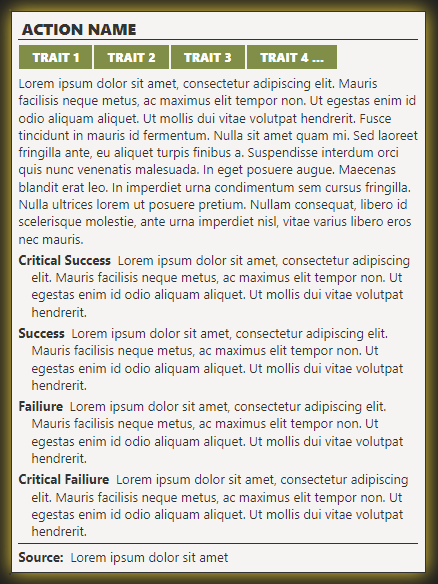 ACTION NAME
TRAIT 1 TRAIT 2 TRAIT 3 TRAIT 4 ...
Lorem ipsum dolor sit amet, consectetur adipiscing elit. Mauris
facilisis neque metus, ac maximus elit tempor non. Ut egestas enim id
odio aliquam aliquet. Ut mollis dui vitae volutpat hendrerit. Fusce
tincidunt in mauris id fermentum. Nulla sit amet quam mi. Sed laoreet
fringilla ante, eu aliquet turpis finibus a. Suspendisse interdum orci
quis nunc venenatis malesuada. In eget posuere augue. Maecenas
blandit erat leo. In imperdiet urna condimentum sem cursus fringilla.
Nulla ultrices lorem ut posuere pretium. Nullam consequat, libero id
scelerisque molestie, ante urna imperdiet nisl, vitae varius libero eros
nec mauris.
Critical Success Lorem ipsum dolor sit amet, consectetur adipiscing
elit. Mauris facilisis neque metus, ac maximus elit tempor non. Ut
egestas enim id odio aliquam aliquet. Ut mollis dui vitae volutpat
hendrerit.
Success Lorem ipsum dolor sit amet, consectetur adipiscing elit.
Mauris facilisis neque metus, ac maximus elit tempor non. Ut
egestas enim id odio aliquam aliquet. Ut mollis dui vitae volutpat
hendrerit.
Failiure Lorem ipsum dolor sit amet, consectetur adipiscing elit.
Mauris facilisis neque metus, ac maximus elit tempor non. Ut
egestas enim id odio aliquam aliquet. Ut mollis dui vitae volutpat
hendrerit.
Critical Failiure Lorem ipsum dolor sit amet, consectetur adipiscing
elit. Mauris facilisis neque metus, ac maximus elit tempor non. Ut
egestas enim id odio aliquam aliquet. Ut mollis dui vitae volutpat
hendrerit.
Source: Lorem ipsum dolor sit amet